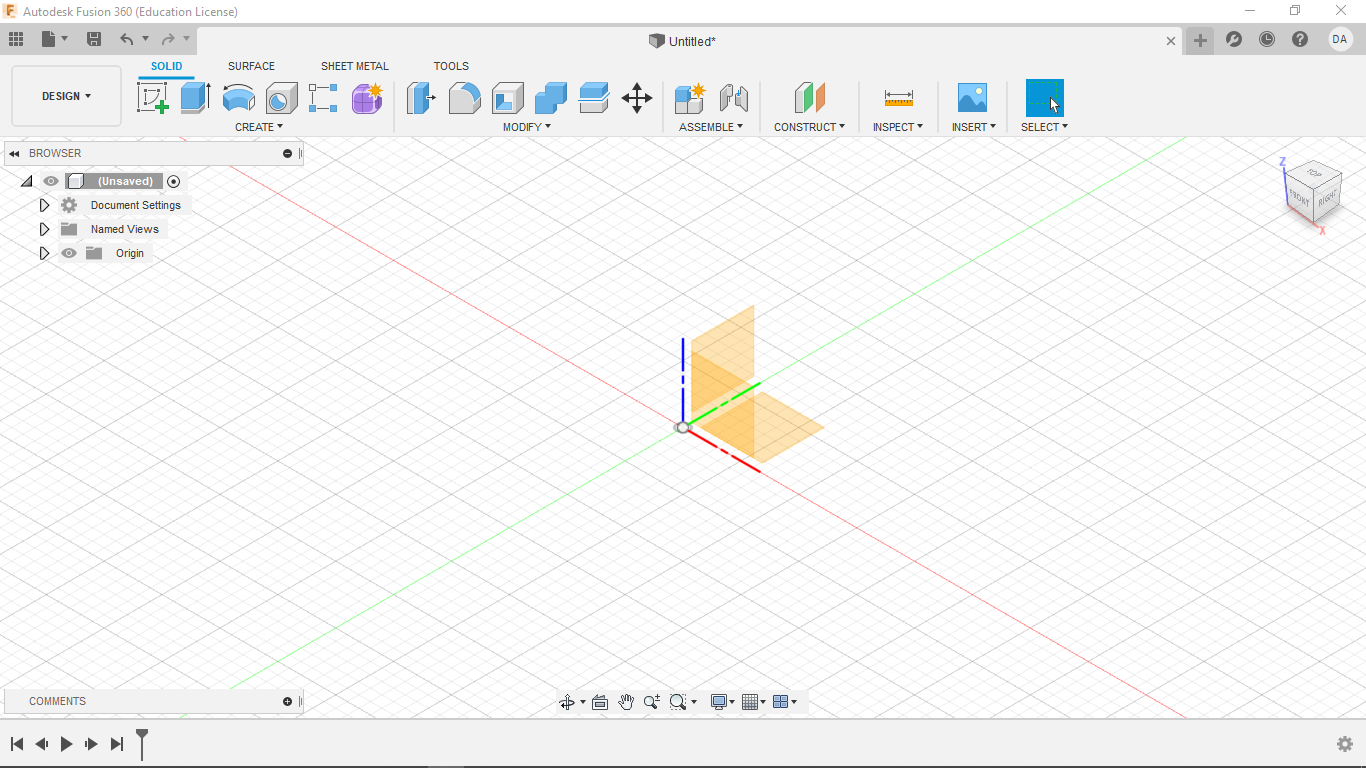 Autodesk Fusion 360 (Education License)
Untitled*
DA
DESIGN
SOLID
SURFACE
SHEET METAL
TOOLS
CREATE
MODIFY
ASSEMBLE
CONSTRUCT
INSPECT
INSERT
SELECT
BROWSER
(Unsaved)
Document Settings
Named Views
Origin
Z
TOP
FRONT
RIGHT
X
COMMENTS